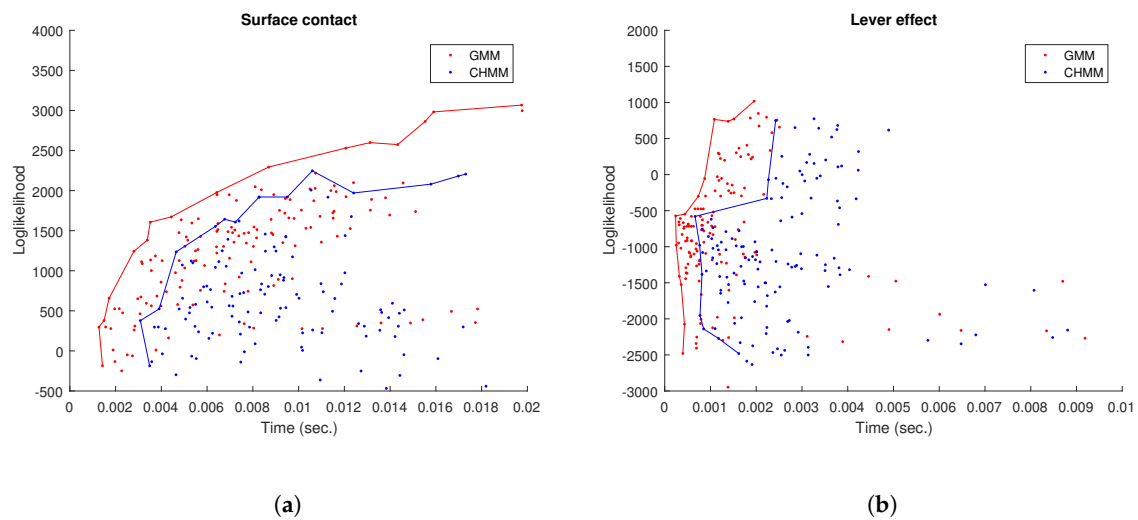 Surface contact
4000
3500
3000
2500
2000
1500
1000
500
0
-500
Loglikelihood
0 0.002 0.004 0.006 0.008 0.01 0.012 0.014 0.016 0.018 0.02
Time (sec.)
GMM
CHMM
(a)
Lever effect
2000
1500
1000
500
0
-500
-1000
-1500
-2000
-2500
-3000
Loglikelihood
0 0.001 0.002 0.003 0.004 0.005 0.006 0.007 0.008 0.009 0.01
Time (sec.)
GMM
CHMM
(b)